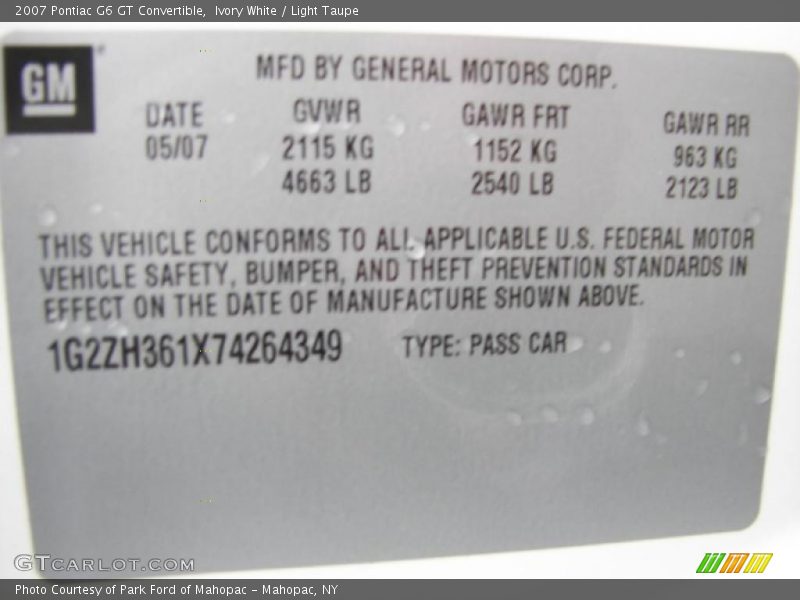 2007 Pontiac G6 GT Convertible,  Ivory White / Light Taupe
GM
MFD BY GENERAL MOTORS CORP.
DATE GVWR GAWR FRT GAWR RR
05/07 2115 KG 1152 KG 963 KG
4663 LB 2540 LB 2123 LB
THIS VEHICLE CONFORMS TO ALL APPLICABLE U.S. FEDERAL MOTOR
VEHICLE SAFETY, BUMPER, AND THEFT PREVENTION STANDARDS IN
EFFECT ON THE DATE OF MANUFACTURE SHOWN ABOVE.
1G2ZH361X74264349 TYPE: PASS CAR
GTCARLOT.COM
Photo Courtesy of Park Ford of Mahopac - Mahopac, NY